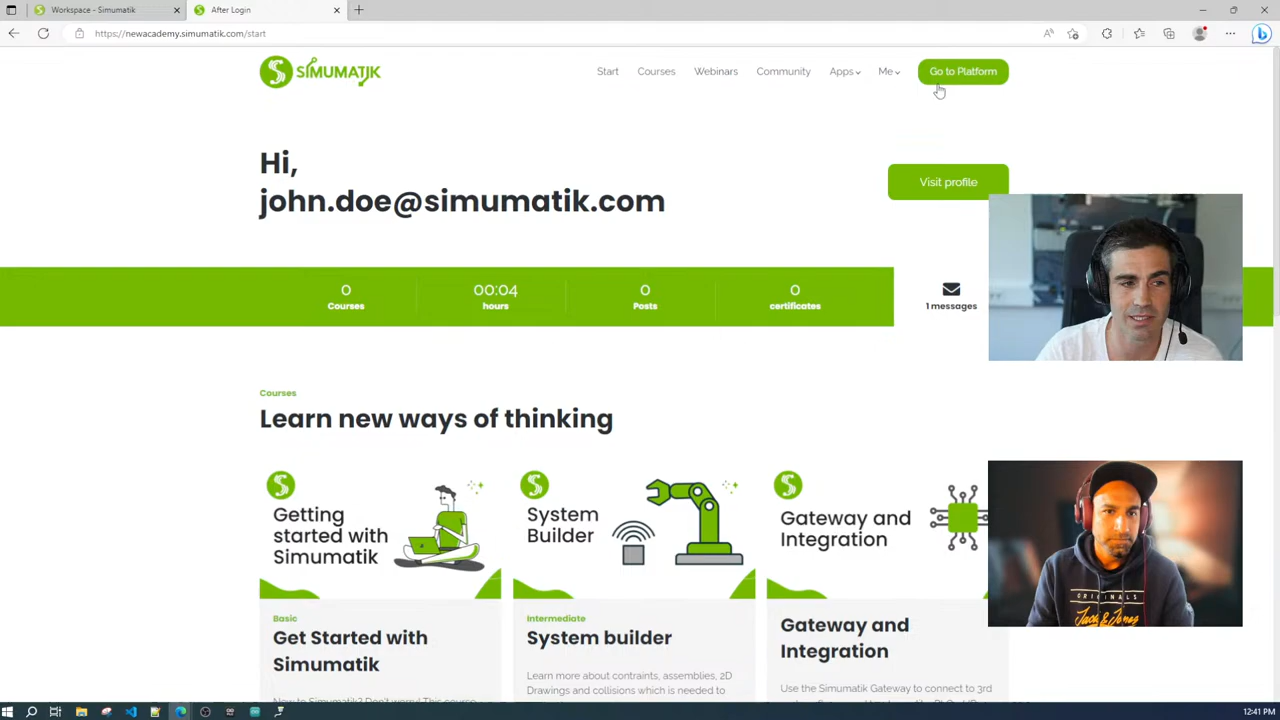 Workspace - Simumatik
After Login
https://newacademy.simumatik.com/start
SIMUMATIK
Start
Courses
Webinars
Community
Apps
Me
Go to Platform
Hi,
john.doe@simumatik.com
Visit profile
0
Courses
00:04
hours
0
Posts
0
certificates
1 messages
Courses
Learn new ways of thinking
Getting
started with
Simumatik
System
Builder
Gateway and
Integration
Basic
Get Started with
Simumatik
Intermediate
System builder
Learn more about contraints, assemblies, 2D
Drawings and collisions which is needed to
Gateway and
Integration
Use the Simumatik Gateway to connect to 3rd
ORIGINALS
Jack & Jones
12:41 PM